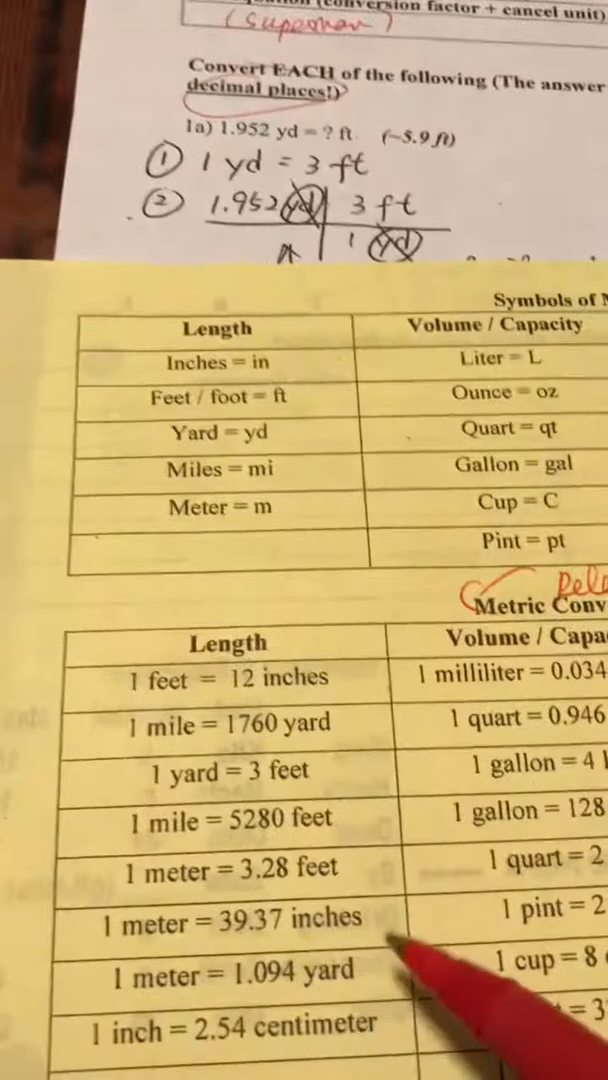 (conversion factor + cancel unit)
(Superman)
Convert EACH of the following (The answer
decimal places!)
1a) 1.952 yd = ? ft (~5.9 ft)
① 1 yd = 3 ft
② 1.952 yd 3 ft
1 yd
Symbols of
Length Volume / Capacity
Inches = in Liter = L
Feet / foot = ft Ounce = oz
Yard = yd Quart = qt
Miles = mi Gallon = gal
Meter = m Cup = C
Pint = pt
Metric Conv
Length Volume / Capa
1 feet = 12 inches 1 milliliter = 0.034
1 mile = 1760 yard 1 quart = 0.946
1 yard = 3 feet 1 gallon = 4
1 mile = 5280 feet 1 gallon = 128
1 meter = 3.28 feet 1 quart = 2
1 meter = 39.37 inches 1 pint = 2
1 meter = 1.094 yard 1 cup = 8
1 inch = 2.54 centimeter = 3